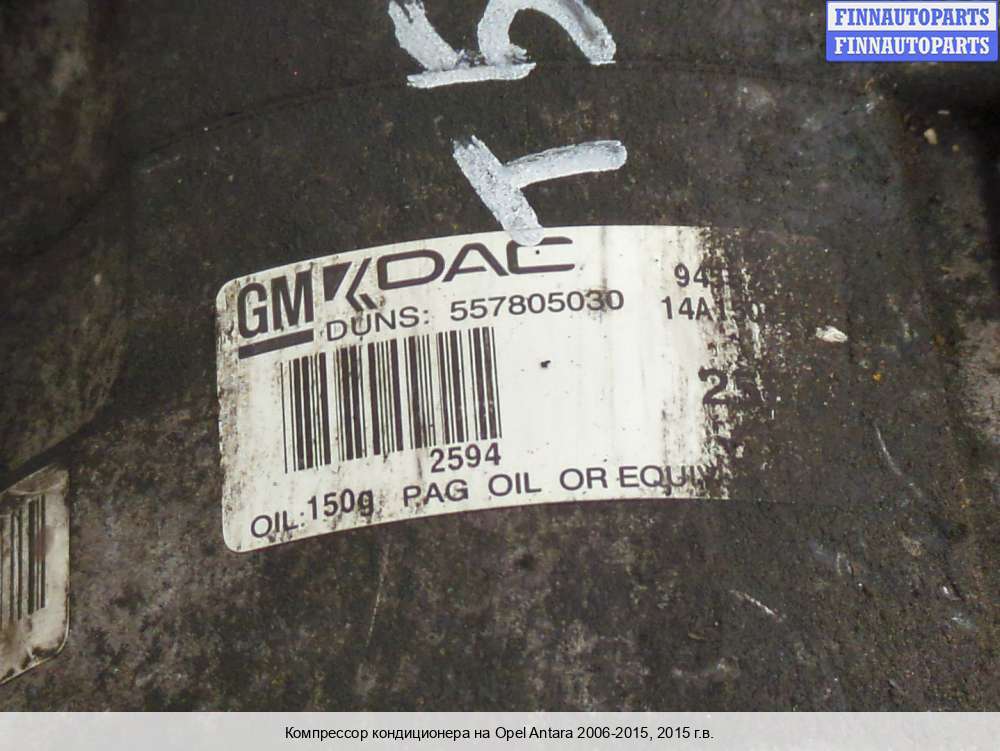 FINNAUTOPARTS
FINNAUTOPARTS
GM DAC
DUNS: 557805030
2594
OIL:150g PAG OIL OR
Компрессор кондиционера на Opel Antara 2006-2015, 2015 г.в.